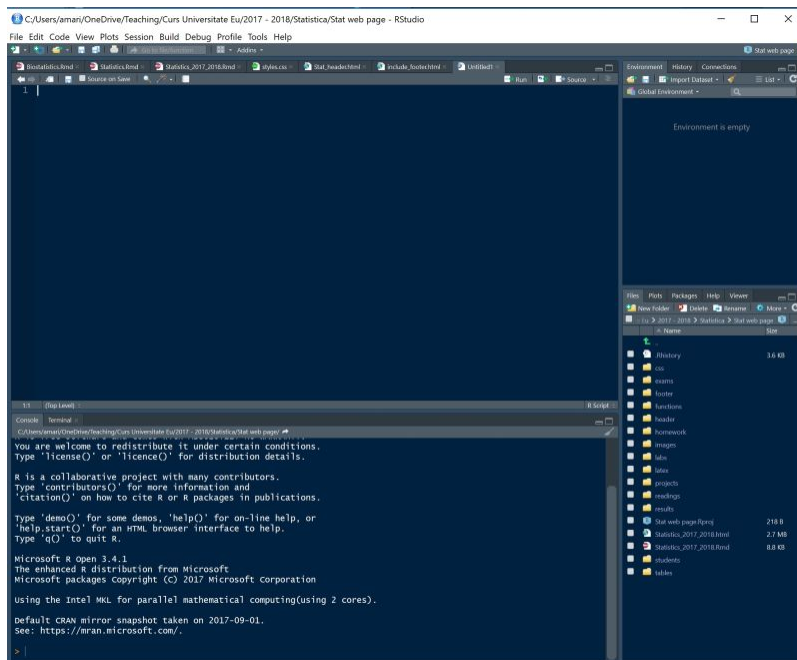 C:/Users/amari/OneDrive/Teaching/Curs Universitate Eu/2017 - 2018/Statistica/Stat web page - RStudio
File Edit Code View Plots Session Build Debug Profile Tools Help
Go to file/function Addins Stat web page
Biostatistics.Rmd Statistics.Rmd Statistics_2017_2018.Rmd styles.css Stat_header.html include_footer.html Untitled1
Source on Save Run Source
1
1:1 (Top Level) R Script
Console Terminal
C:/Users/amari/OneDrive/Teaching/Curs Universitate Eu/2017 - 2018/Statistica/Stat web page/
You are welcome to redistribute it under certain conditions.
Type 'license()' or 'licence()' for distribution details.
R is a collaborative project with many contributors.
Type 'contributors()' for more information and
'citation()' on how to cite R or R packages in publications.
Type 'demo()' for some demos, 'help()' for on-line help, or
'help.start()' for an HTML browser interface to help.
Type 'q()' to quit R.
Microsoft R Open 3.4.1
The enhanced R distribution from Microsoft
Microsoft packages Copyright (C) 2017 Microsoft Corporation
Using the Intel MKL for parallel mathematical computing(using 2 cores).
Default CRAN mirror snapshot taken on 2017-09-01.
See: https://mran.microsoft.com/.
>
Environment History Connections
Import Dataset List
Global Environment
Environment is empty
Files Plots Packages Help Viewer
New Folder Delete Rename More
Eu > 2017 - 2018 > Statistica > Stat web page
Name Size
..
.Rhistory 3.6 KB
css
exams
footer
functions
header
homework
images
labs
latex
projects
readings
results
Stat web page.Rproj 218 B
Statistics_2017_2018.html 2.7 MB
Statistics_2017_2018.Rmd 8.8 KB
students
tables